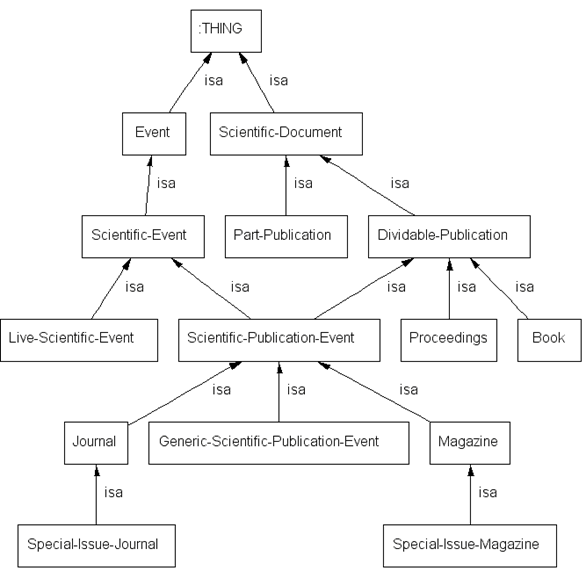 :THING
isa
isa
Event
Scientific-Document
isa
isa
isa
Scientific-Event
Part-Publication
Dividable-Publication
isa
isa
isa
isa
isa
Live-Scientific-Event
Scientific-Publication-Event
Proceedings
Book
isa
isa
isa
Journal
Generic-Scientific-Publication-Event
Magazine
isa
isa
Special-Issue-Journal
Special-Issue-Magazine